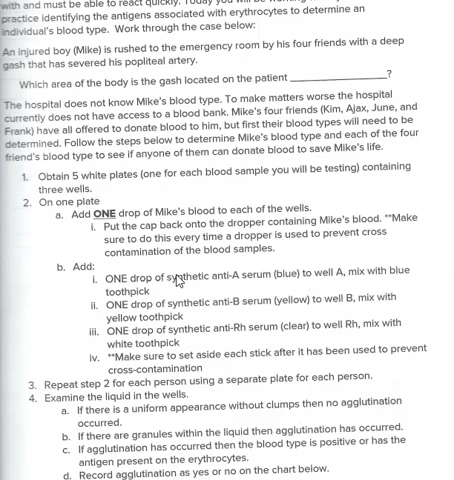 with and must be able to react quickly. Today you will be
practice identifying the antigens associated with erythrocytes to determine an
individual's blood type. Work through the case below:
An injured boy (Mike) is rushed to the emergency room by his four friends with a deep
gash that has severed his popliteal artery.
Which area of the body is the gash located on the patient _______________?
The hospital does not know Mike's blood type. To make matters worse the hospital
currently does not have access to a blood bank. Mike's four friends (Kim, Ajax, June, and
Frank) have all offered to donate blood to him, but first their blood types will need to be
determined. Follow the steps below to determine Mike's blood type and each of the four
friend's blood type to see if anyone of them can donate blood to save Mike's life.
1. Obtain 5 white plates (one for each blood sample you will be testing) containing
three wells.
2. On one plate
a. Add ONE drop of Mike's blood to each of the wells.
i. Put the cap back onto the dropper containing Mike's blood. **Make
sure to do this every time a dropper is used to prevent cross
contamination of the blood samples.
b. Add:
i. ONE drop of synthetic anti-A serum (blue) to well A, mix with blue
toothpick
ii. ONE drop of synthetic anti-B serum (yellow) to well B, mix with
yellow toothpick
iii. ONE drop of synthetic anti-Rh serum (clear) to well Rh, mix with
white toothpick
iv. **Make sure to set aside each stick after it has been used to prevent
cross-contamination
3. Repeat step 2 for each person using a separate plate for each person.
4. Examine the liquid in the wells.
a. If there is a uniform appearance without clumps then no agglutination
occurred.
b. If there are granules within the liquid then agglutination has occurred.
c. If agglutination has occurred then the blood type is positive or has the
antigen present on the erythrocytes.
d. Record agglutination as yes or no on the chart below.